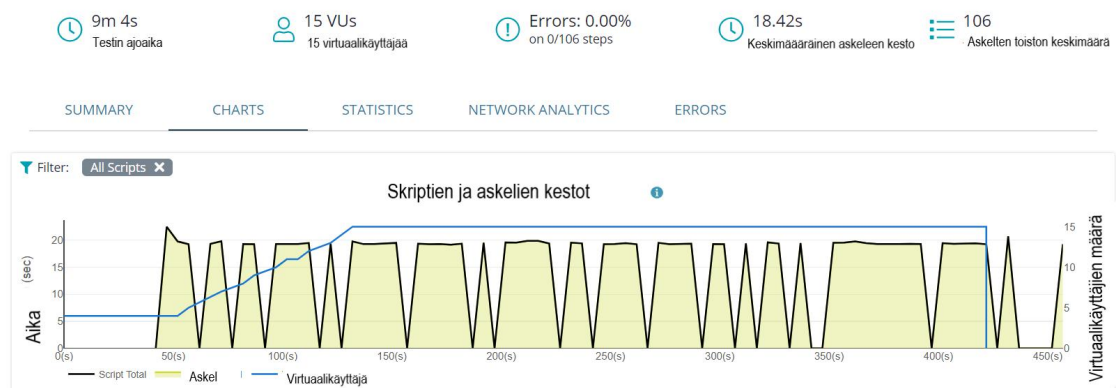 9m 4s
Testin ajoaika
15 VUs
15 virtuaalikäyttäjää
Errors: 0.00%
on 0/106 steps
18.42s
Keskimäääräinen askeleen kesto
106
Askelten toiston keskimäärä
SUMMARY CHARTS STATISTICS NETWORK ANALYTICS ERRORS
Filter: All Scripts ✕
Skriptien ja askelien kestot
Aika
(sec)
20
15
10
5
0(s) 50(s) 100(s) 150(s) 200(s) 250(s) 300(s) 350(s) 400(s) 450(s)
15
10
5
0
Virtuaalikäyttäjien määrä
Script Total Askel Virtuaalikäyttäjä